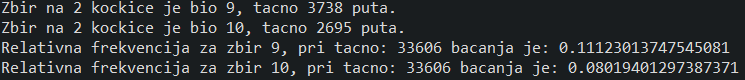 Zbir na 2 kockice je bio 9, tacno 3738 puta.
Zbir na 2 kockice je bio 10, tacno 2695 puta.
Relativna frekvencija za zbir 9, pri tacno: 33606 bacanja je: 0.11123013747545081
Relativna frekvencija za zbir 10, pri tacno: 33606 bacanja je: 0.08019401297387371